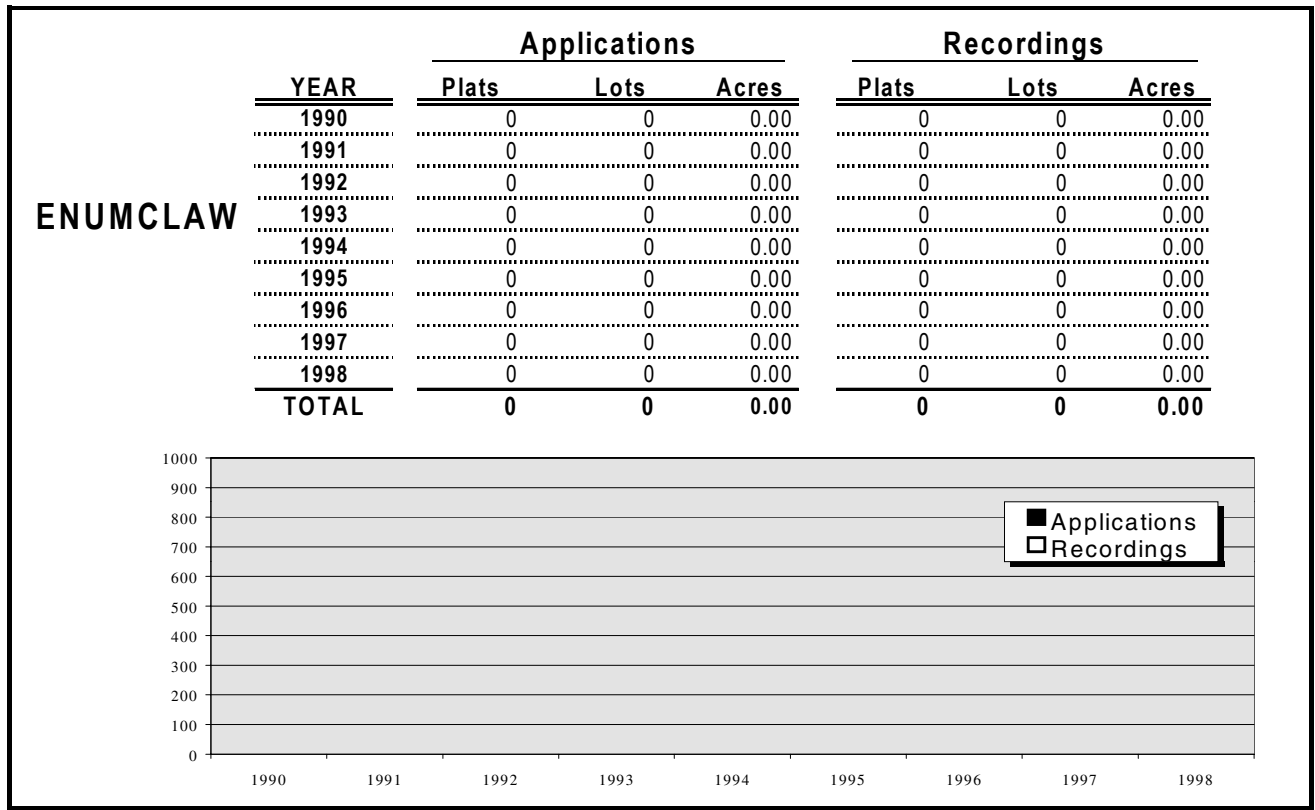 Applications Recordings
YEAR Plats Lots Acres Plats Lots Acres
1990 0 0 0.00 0 0 0.00
1991 0 0 0.00 0 0 0.00
1992 0 0 0.00 0 0 0.00
ENUMCLAW 1993 0 0 0.00 0 0 0.00
1994 0 0 0.00 0 0 0.00
1995 0 0 0.00 0 0 0.00
1996 0 0 0.00 0 0 0.00
1997 0 0 0.00 0 0 0.00
1998 0 0 0.00 0 0 0.00
TOTAL 0 0 0.00 0 0 0.00
1000
900
800
700
600
500
400
300
200
100
0
Applications
Recordings
1990 1991 1992 1993 1994 1995 1996 1997 1998